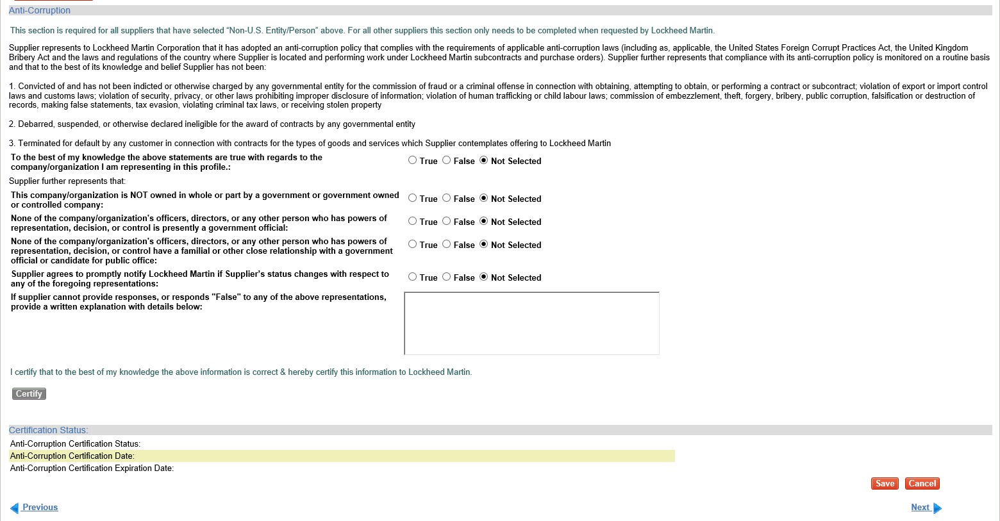 Anti-Corruption
This section is required for all suppliers that have selected “Non-U.S. Entity/Person” above. For all other suppliers this section only needs to be completed when requested by Lockheed Martin.
Supplier represents to Lockheed Martin Corporation that it has adopted an anti-corruption policy that complies with the requirements of applicable anti-corruption laws (including as, applicable, the United States Foreign Corrupt Practices Act, the United Kingdom
Bribery Act and the laws and regulations of the country where Supplier is located and performing work under Lockheed Martin subcontracts and purchase orders). Supplier further represents that compliance with its anti-corruption policy is monitored on a routine basis
and that to the best of its knowledge and belief Supplier has not been:
1. Convicted of and has not been indicted or otherwise charged by any governmental entity for the commission of fraud or a criminal offense in connection with obtaining, attempting to obtain, or performing a contract or subcontract; violation of export or import control
laws and customs laws; violation of security, privacy, or other laws prohibiting improper disclosure of information; violation of human trafficking or child labour laws; commission of embezzlement, theft, forgery, bribery, public corruption, falsification or destruction of
records, making false statements, tax evasion, violating criminal tax laws, or receiving stolen property
2. Debarred, suspended, or otherwise declared ineligible for the award of contracts by any governmental entity
3. Terminated for default by any customer in connection with contracts for the types of goods and services which Supplier contemplates offering to Lockheed Martin
To the best of my knowledge the above statements are true with regards to the
company/organization I am representing in this profile.:
True False Not Selected
Supplier further represents that:
This company/organization is NOT owned in whole or part by a government or government owned
or controlled company:
True False Not Selected
None of the company/organization's officers, directors, or any other person who has powers of
representation, decision, or control is presently a government official:
True False Not Selected
None of the company/organization's officers, directors, or any other person who has powers of
representation, decision, or control have a familial or other close relationship with a government
official or candidate for public office:
True False Not Selected
Supplier agrees to promptly notify Lockheed Martin if Supplier’s status changes with respect to
any of the foregoing representations:
True False Not Selected
If supplier cannot provide responses, or responds "False" to any of the above representations,
provide a written explanation with details below:
I certify that to the best of my knowledge the above information is correct & hereby certify this information to Lockheed Martin.
Certify
Certification Status:
Anti-Corruption Certification Status:
Anti-Corruption Certification Date:
Anti-Corruption Certification Expiration Date:
Save Cancel
Previous Next